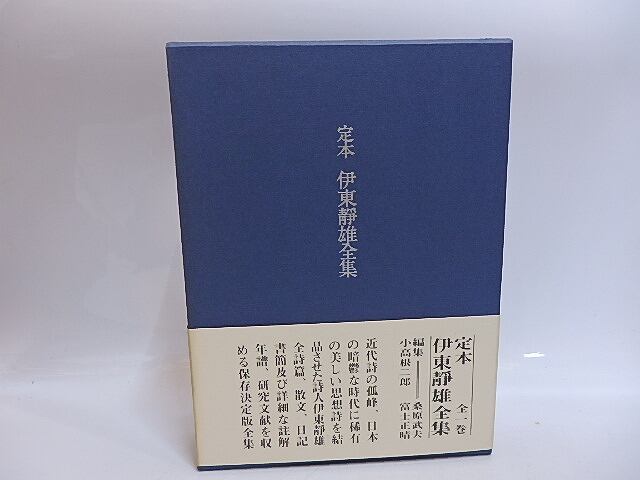 定本 伊東靜雄全集
定本 全一巻
伊東靜雄全集
編集――桑原武夫
小高根二郎 富士正晴
近代詩の孤峰、日本
の暗鬱な時代に稀有
の美しい思想詩を結
品させた詩人伊東靜雄
全詩篇、散文、日記
書簡及び詳細な註解
年譜、研究文献を収
める保存決定版全集